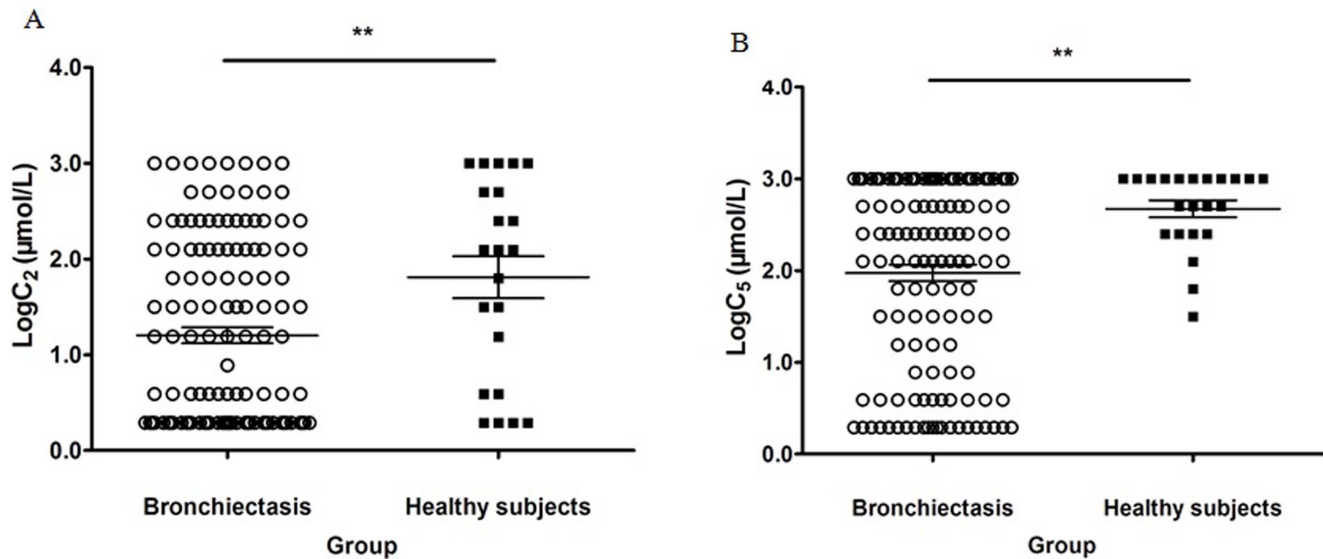 A
**
4.0
3.0
2.0
1.0
0.0
LogC₂ (µmol/L)
Bronchiectasis Healthy subjects
Group
B
**
4.0
3.0
2.0
1.0
0.0
LogC₅ (µmol/L)
Bronchiectasis Healthy subjects
Group